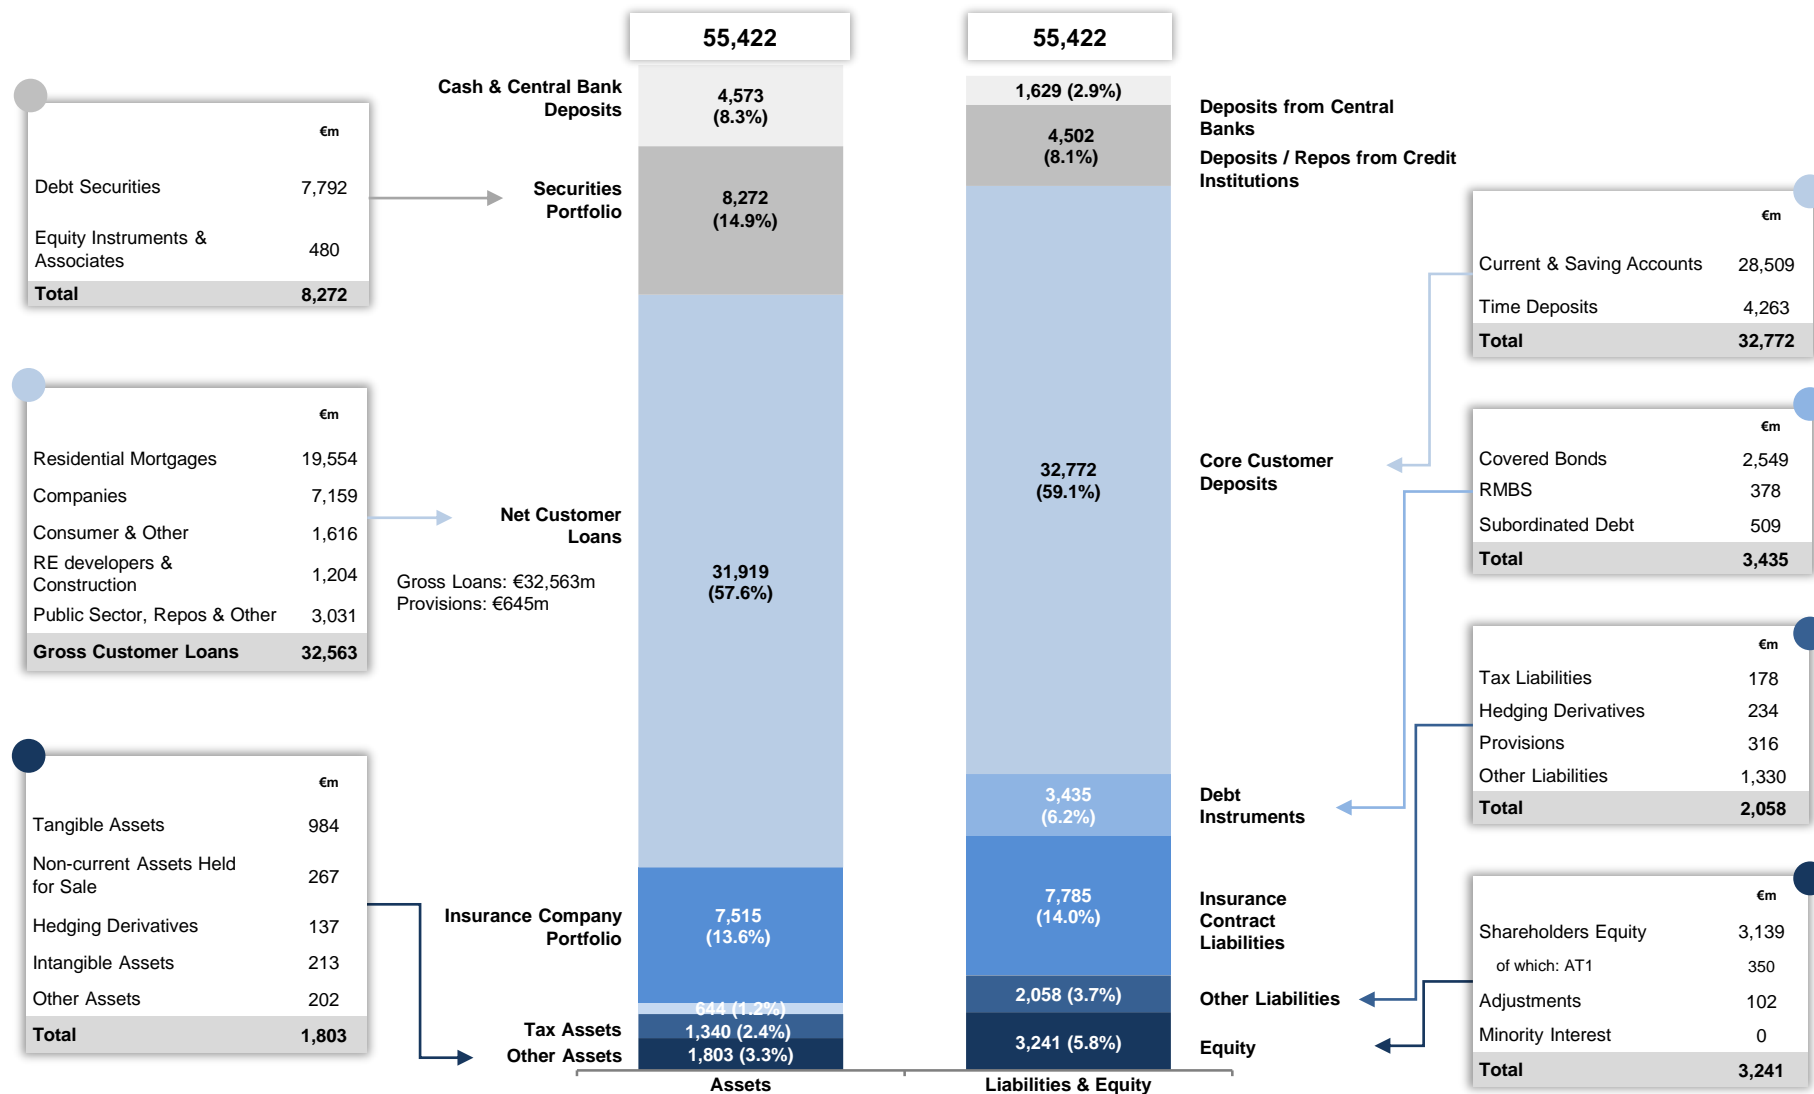 55,422
55,422
Cash & Central Bank
Deposits
4,573
(8.3%)
Securities
Portfolio
8,272
(14.9%)
Net Customer
Loans
Gross Loans: €32,563m
Provisions: €645m
31,919
(57.6%)
Insurance Company
Portfolio
7,515
(13.6%)
644 (1.2%)
Tax Assets
1,340 (2.4%)
Other Assets
1,803 (3.3%)
Assets
€m
Debt Securities 7,792
Equity Instruments &
Associates 480
Total 8,272
€m
Residential Mortgages 19,554
Companies 7,159
Consumer & Other 1,616
RE developers &
Construction 1,204
Public Sector, Repos & Other 3,031
Gross Customer Loans 32,563
€m
Tangible Assets 984
Non-current Assets Held
for Sale 267
Hedging Derivatives 137
Intangible Assets 213
Other Assets 202
Total 1,803
1,629 (2.9%)
Deposits from Central
Banks
4,502
(8.1%)
Deposits / Repos from Credit
Institutions
32,772
(59.1%)
Core Customer
Deposits
3,435
(6.2%)
Debt
Instruments
7,785
(14.0%)
Insurance
Contract
Liabilities
2,058 (3.7%)
Other Liabilities
3,241 (5.8%)
Equity
Liabilities & Equity
€m
Current & Saving Accounts 28,509
Time Deposits 4,263
Total 32,772
€m
Covered Bonds 2,549
RMBS 378
Subordinated Debt 509
Total 3,435
€m
Tax Liabilities 178
Hedging Derivatives 234
Provisions 316
Other Liabilities 1,330
Total 2,058
€m
Shareholders Equity 3,139
of which: AT1 350
Adjustments 102
Minority Interest 0
Total 3,241